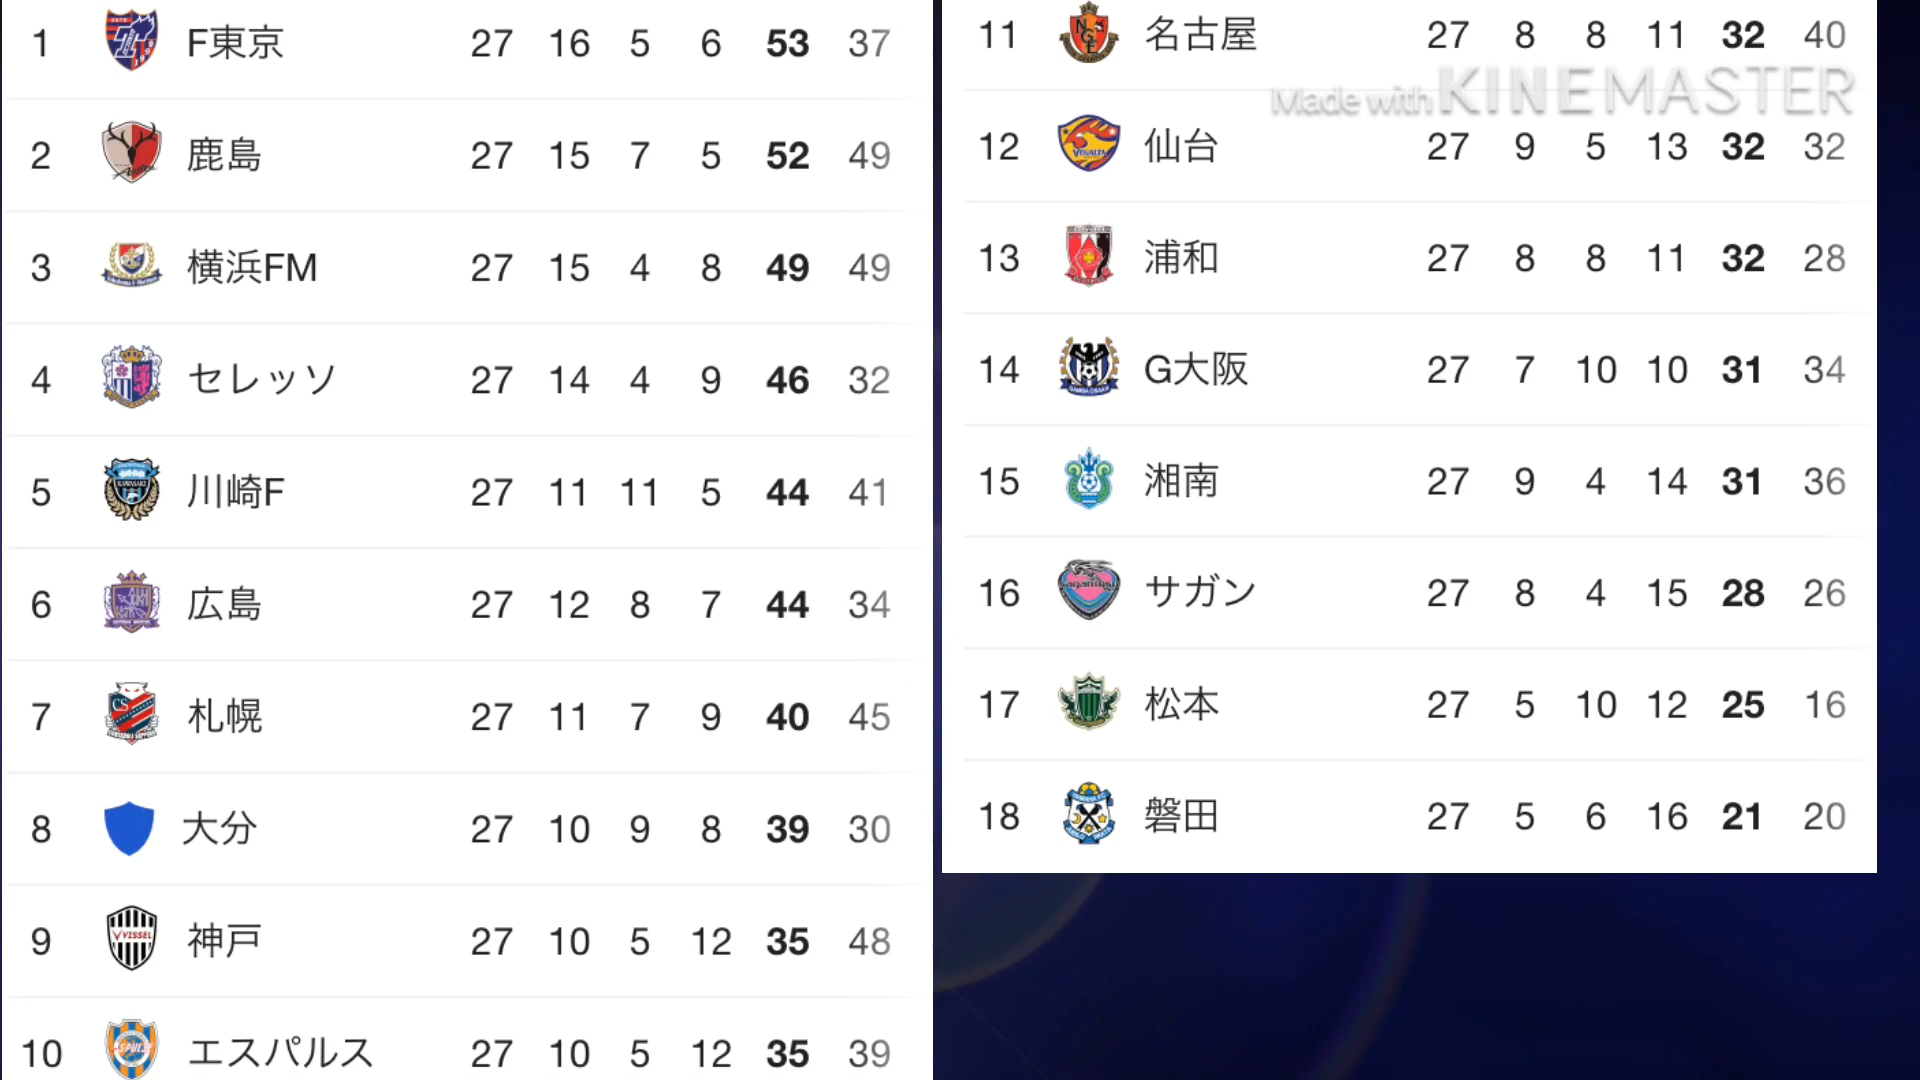 1 F東京 27 16 5 6 53 37
2 鹿島 27 15 7 5 52 49
3 横浜FM 27 15 4 8 49 49
4 セレッソ 27 14 4 9 46 32
5 川崎F 27 11 11 5 44 41
6 広島 27 12 8 7 44 34
7 札幌 27 11 7 9 40 45
8 大分 27 10 9 8 39 30
9 神戸 27 10 5 12 35 48
10 エスパルス 27 10 5 12 35 39
11 名古屋 27 8 8 11 32 40
Made with KINEMASTER
12 仙台 27 9 5 13 32 32
13 浦和 27 8 8 11 32 28
14 G大阪 27 7 10 10 31 34
15 湘南 27 9 4 14 31 36
16 サガン 27 8 4 15 28 26
17 松本 27 5 10 12 25 16
18 磐田 27 5 6 16 21 20